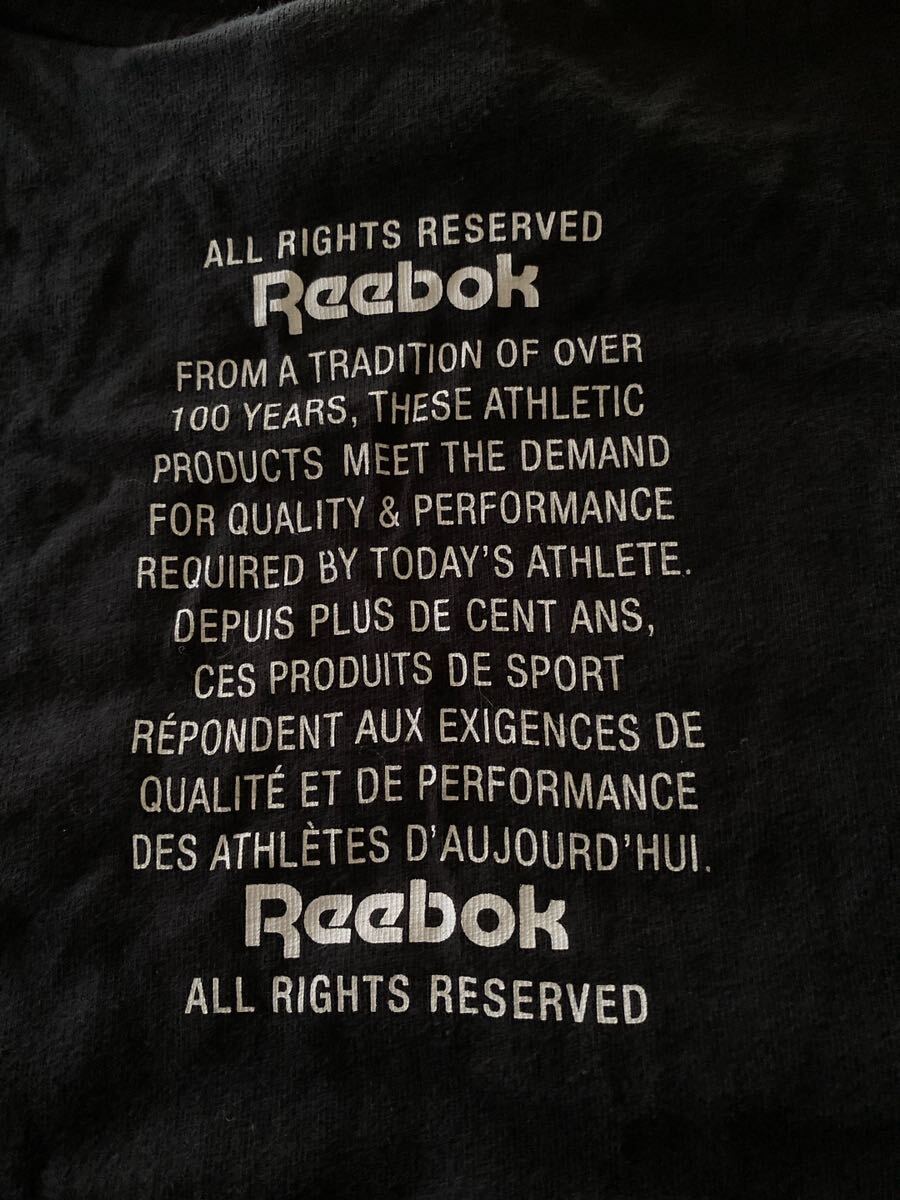 ALL RIGHTS RESERVED
Reebok
FROM A TRADITION OF OVER
100 YEARS, THESE ATHLETIC
PRODUCTS MEET THE DEMAND
FOR QUALITY & PERFORMANCE
REQUIRED BY TODAY'S ATHLETE.
DEPUIS PLUS DE CENT ANS,
CES PRODUITS DE SPORT
RÉPONDENT AUX EXIGENCES DE
QUALITÉ ET DE PERFORMANCE
DES ATHLÈTES D'AUJOURD'HUI.
Reebok
ALL RIGHTS RESERVED